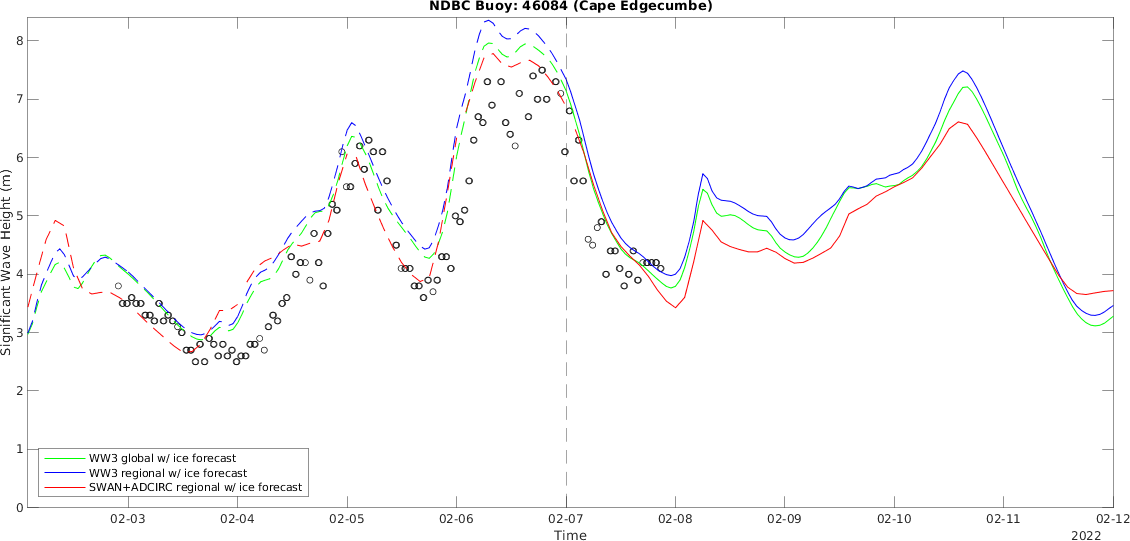 NDBC Buoy: 46084 (Cape Edgecumbe)
Significant Wave Height (m)
8
7
6
5
4
3
2
1
0
WW3 global w/ ice forecast
WW3 regional w/ ice forecast
SWAN+ADCIRC regional w/ ice forecast
02-03 02-04 02-05 02-06 02-07 02-08 02-09 02-10 02-11 02-12
Time
2022